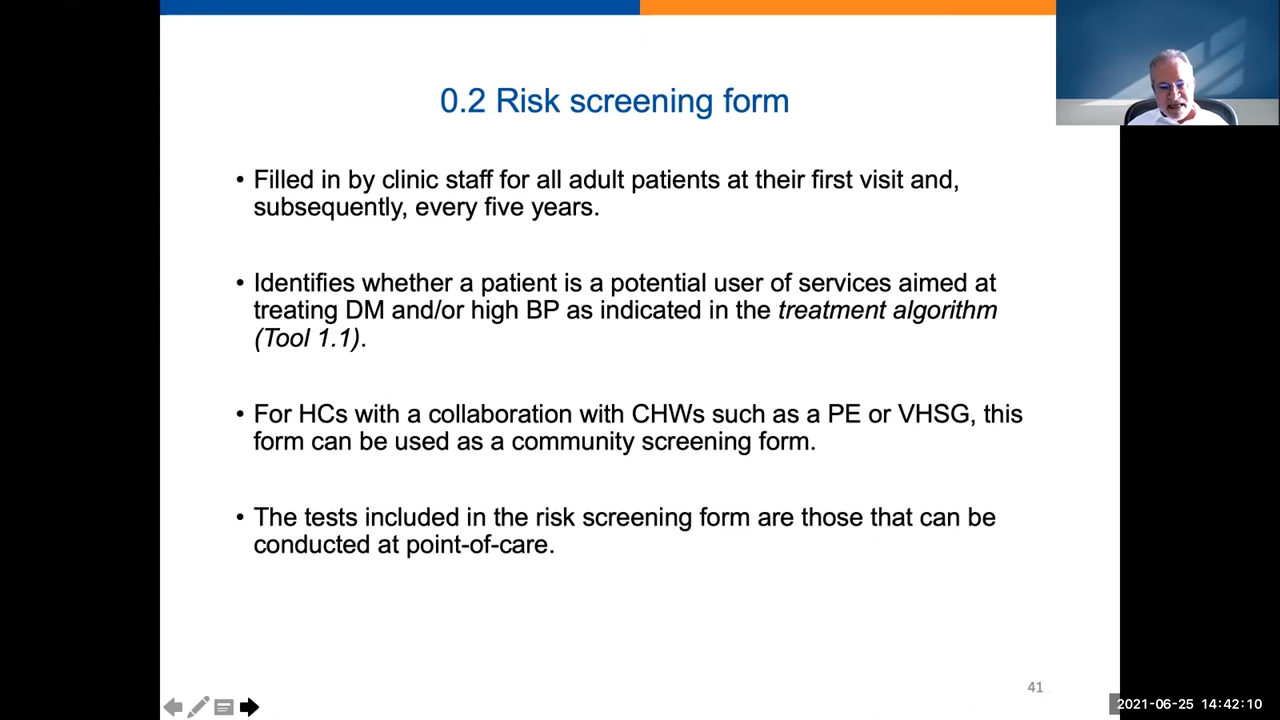 0.2 Risk screening form
• Filled in by clinic staff for all adult patients at their first visit and,
subsequently, every five years.
• Identifies whether a patient is a potential user of services aimed at
treating DM and/or high BP as indicated in the treatment algorithm
(Tool 1.1).
• For HCs with a collaboration with CHWs such as a PE or VHSG, this
form can be used as a community screening form.
• The tests included in the risk screening form are those that can be
conducted at point-of-care.
41
2021-06-25 14:42:10